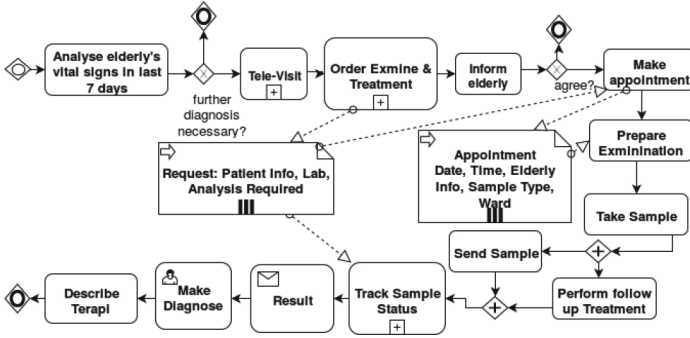 Analyse elderly's
vital signs in last
7 days
further
diagnosis
necessary?
Tele-Visit
Order Exmine &
Treatment
Inform
elderly
agree?
Make
appointment
Request: Patient Info, Lab,
Analysis Required
Appointment
Date, Time, Elderly
Info, Sample Type,
Ward
Prepare
Exminination
Take Sample
Send Sample
Perform follow
up Treatment
Track Sample
Status
Result
Make
Diagnose
Describe
Terapi